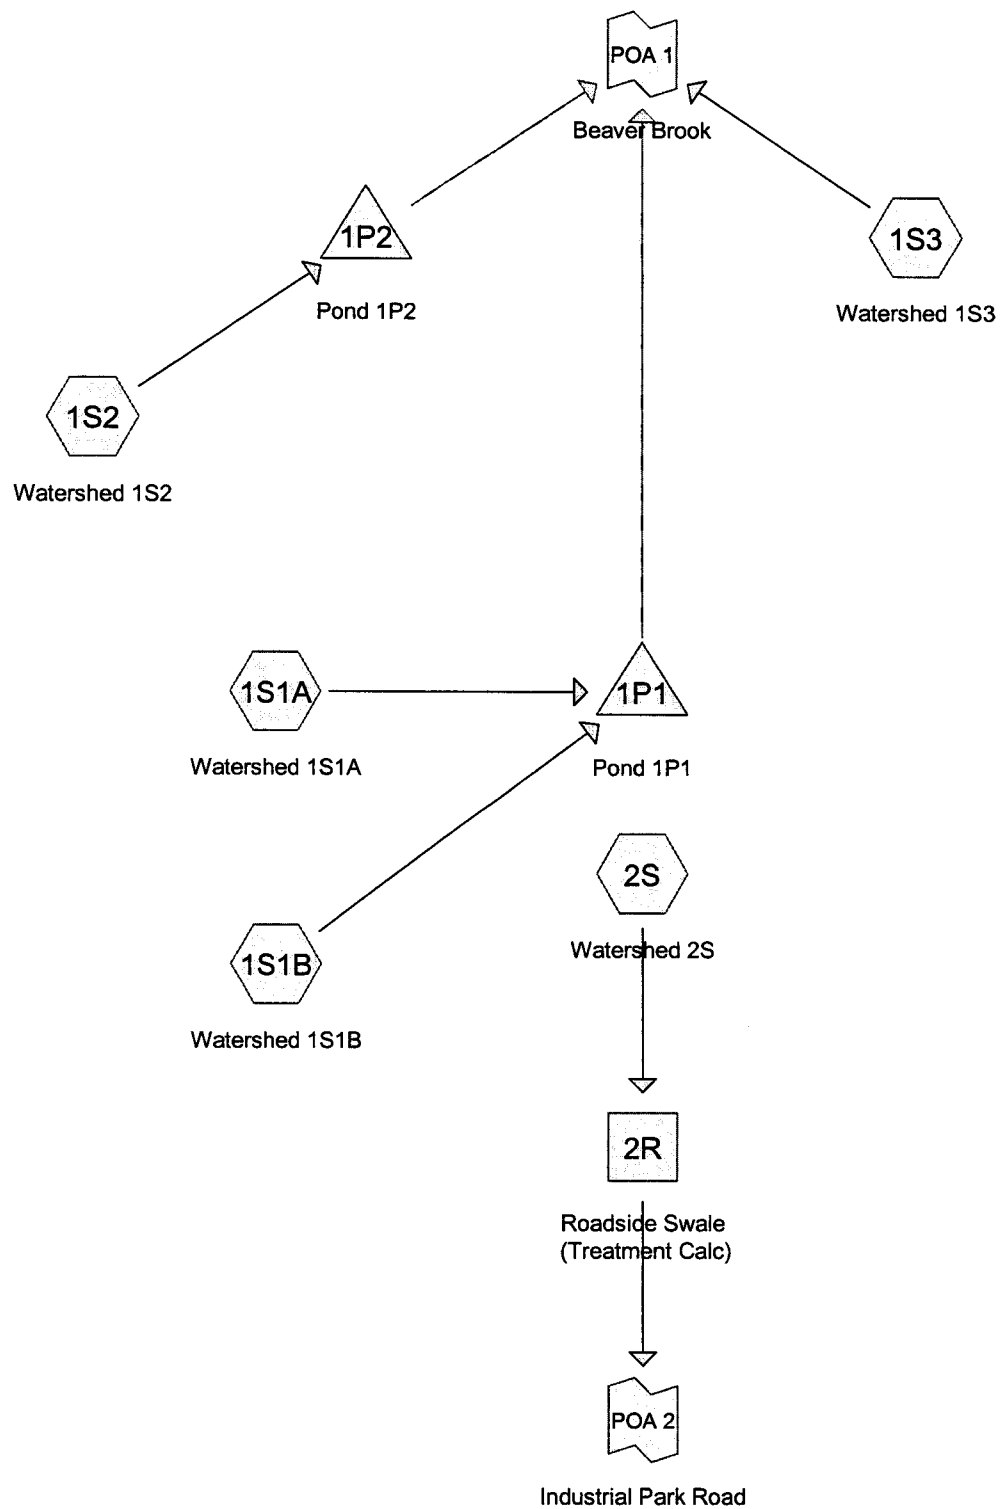 POA 1
Beaver Brook
1P2
Pond 1P2
1S3
Watershed 1S3
1S2
Watershed 1S2
1S1A
Watershed 1S1A
1P1
Pond 1P1
2S
Watershed 2S
1S1B
Watershed 1S1B
2R
Roadside Swale
(Treatment Calc)
POA 2
Industrial Park Road